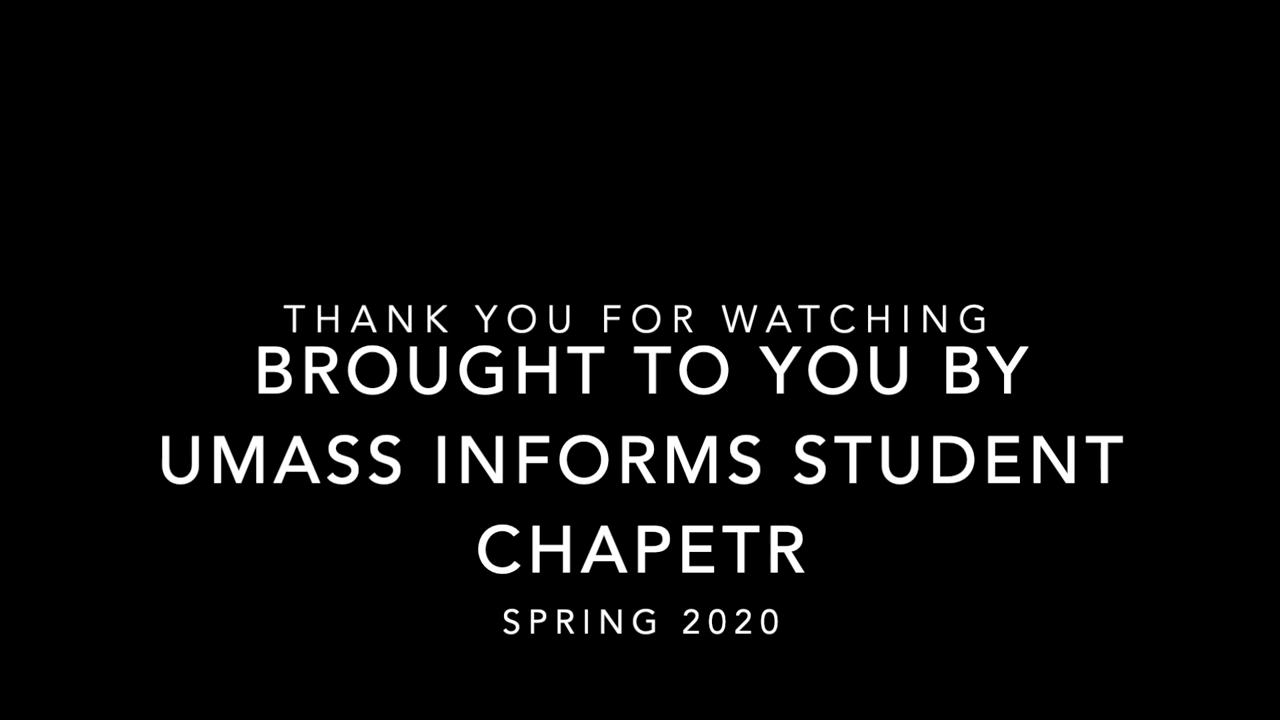 THANK YOU FOR WATCHING
BROUGHT TO YOU BY
UMASS INFORMS STUDENT
CHAPETR
SPRING 2020